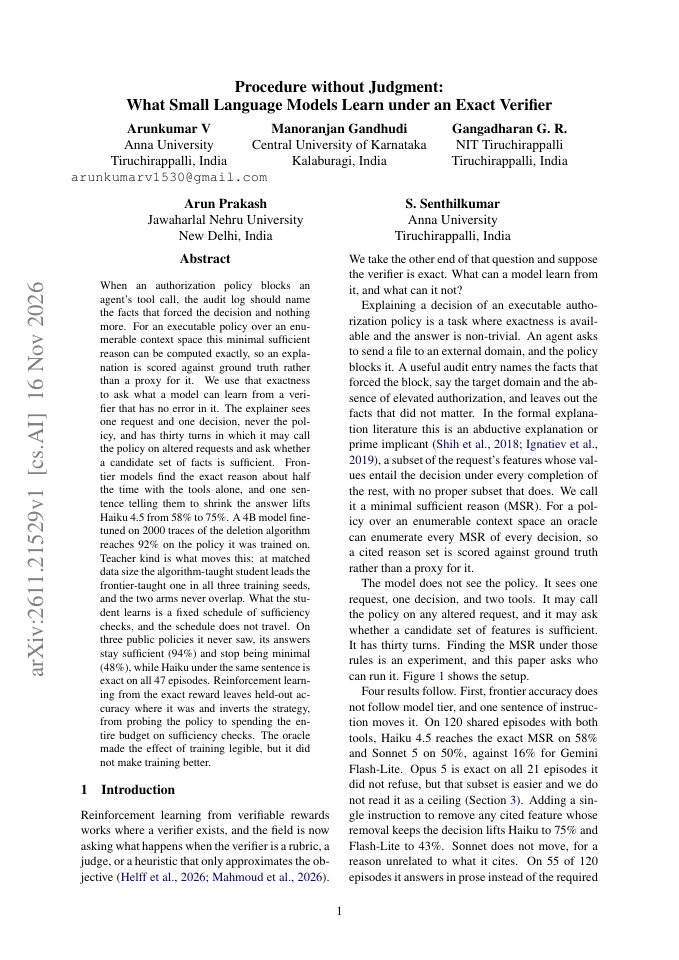 Procedure without Judgment:
What Small Language Models Learn under an Exact Verifier
Arunkumar V
Anna University
Tiruchirappalli, India
arunkumarv1530@gmail.com
Manoranjan Gandhudi
Central University of Karnataka
Kalaburagi, India
Gangadharan G. R.
NIT Tiruchirappalli
Tiruchirappalli, India
Arun Prakash
Jawaharlal Nehru University
New Delhi, India
S. Senthilkumar
Anna University
Tiruchirappalli, India
arXiv:2611.21529v1 [cs.AI] 16 Nov 2026
Abstract
When an authorization policy blocks an
agent's tool call, the audit log should name
the facts that forced the decision and nothing
more. For an executable policy over an enu-
merable context space this minimal sufficient
reason can be computed exactly, so an expla-
nation is scored against ground truth rather
than a proxy for it. We use that exactness
to ask what a model can learn from a veri-
fier that has no error in it. The explainer sees
one request and one decision, never the pol-
icy, and has thirty turns in which it may call
the policy on altered requests and ask whether
a candidate set of facts is sufficient. Fron-
tier models find the exact reason about half
the time with the tools alone, and one sen-
tence telling them to shrink the answer lifts
Haiku 4.5 from 58% to 75%. A 4B model fine-
tuned on 2000 traces of the deletion algorithm
reaches 92% on the policy it was trained on.
Teacher kind is what moves this: at matched
data size the algorithm-taught student leads the
frontier-taught one in all three training seeds,
and the two arms never overlap. What the stu-
dent learns is a fixed schedule of sufficiency
checks, and the schedule does not travel. On
three public policies it never saw, its answers
stay sufficient (94%) and stop being minimal
(48%), while Haiku under the same sentence is
exact on all 47 episodes. Reinforcement learn-
ing from the exact reward leaves held-out ac-
curacy where it was and inverts the strategy,
from probing the policy to spending the en-
tire budget on sufficiency checks. The oracle
made the effect of training legible, but it did
not make training better.
1 Introduction
Reinforcement learning from verifiable rewards
works where a verifier exists, and the field is now
asking what happens when the verifier is a rubric, a
judge, or a heuristic that only approximates the ob-
jective (Helff et al., 2026; Mahmoud et al., 2026).
We take the other end of that question and suppose
the verifier is exact. What can a model learn from
it, and what can it not?
Explaining a decision of an executable autho-
rization policy is a task where exactness is avail-
able and the answer is non-trivial. An agent asks
to send a file to an external domain, and the policy
blocks it. A useful audit entry names the facts that
forced the block, say the target domain and the ab-
sence of elevated authorization, and leaves out the
facts that did not matter. In the formal explana-
tion literature this is an abductive explanation or
prime implicant (Shih et al., 2018; Ignatiev et al.,
2019), a subset of the request's features whose val-
ues entail the decision under every completion of
the rest, with no proper subset that does. We call
it a minimal sufficient reason (MSR). For a pol-
icy over an enumerable context space an oracle
can enumerate every MSR of every decision, so
a cited reason set is scored against ground truth
rather than a proxy for it.
The model does not see the policy. It sees one
request, one decision, and two tools. It may call
the policy on any altered request, and it may ask
whether a candidate set of features is sufficient.
It has thirty turns. Finding the MSR under those
rules is an experiment, and this paper asks who
can run it. Figure 1 shows the setup.
Four results follow. First, frontier accuracy does
not follow model tier, and one sentence of instruc-
tion moves it. On 120 shared episodes with both
tools, Haiku 4.5 reaches the exact MSR on 58%
and Sonnet 5 on 50%, against 16% for Gemini
Flash-Lite. Opus 5 is exact on all 21 episodes it
did not refuse, but that subset is easier and we do
not read it as a ceiling (Section 3). Adding a sin-
gle instruction to remove any cited feature whose
removal keeps the decision lifts Haiku to 75% and
Flash-Lite to 43%. Sonnet does not move, for a
reason unrelated to what it cites. On 55 of 120
episodes it answers in prose instead of the required
1